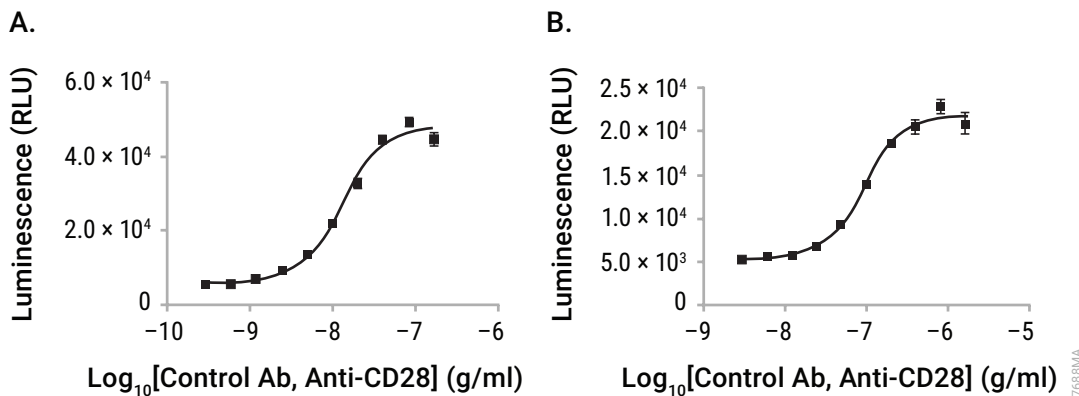 A.
Luminescence (RLU)
6.0 × 10⁴
4.0 × 10⁴
2.0 × 10⁴
0
−10 −9 −8 −7 −6
Log₁₀[Control Ab, Anti-CD28] (g/ml)
B.
Luminescence (RLU)
2.5 × 10⁴
2.0 × 10⁴
1.5 × 10⁴
1.0 × 10⁴
5.0 × 10³
0
−9 −8 −7 −6 −5
Log₁₀[Control Ab, Anti-CD28] (g/ml)
7688MA